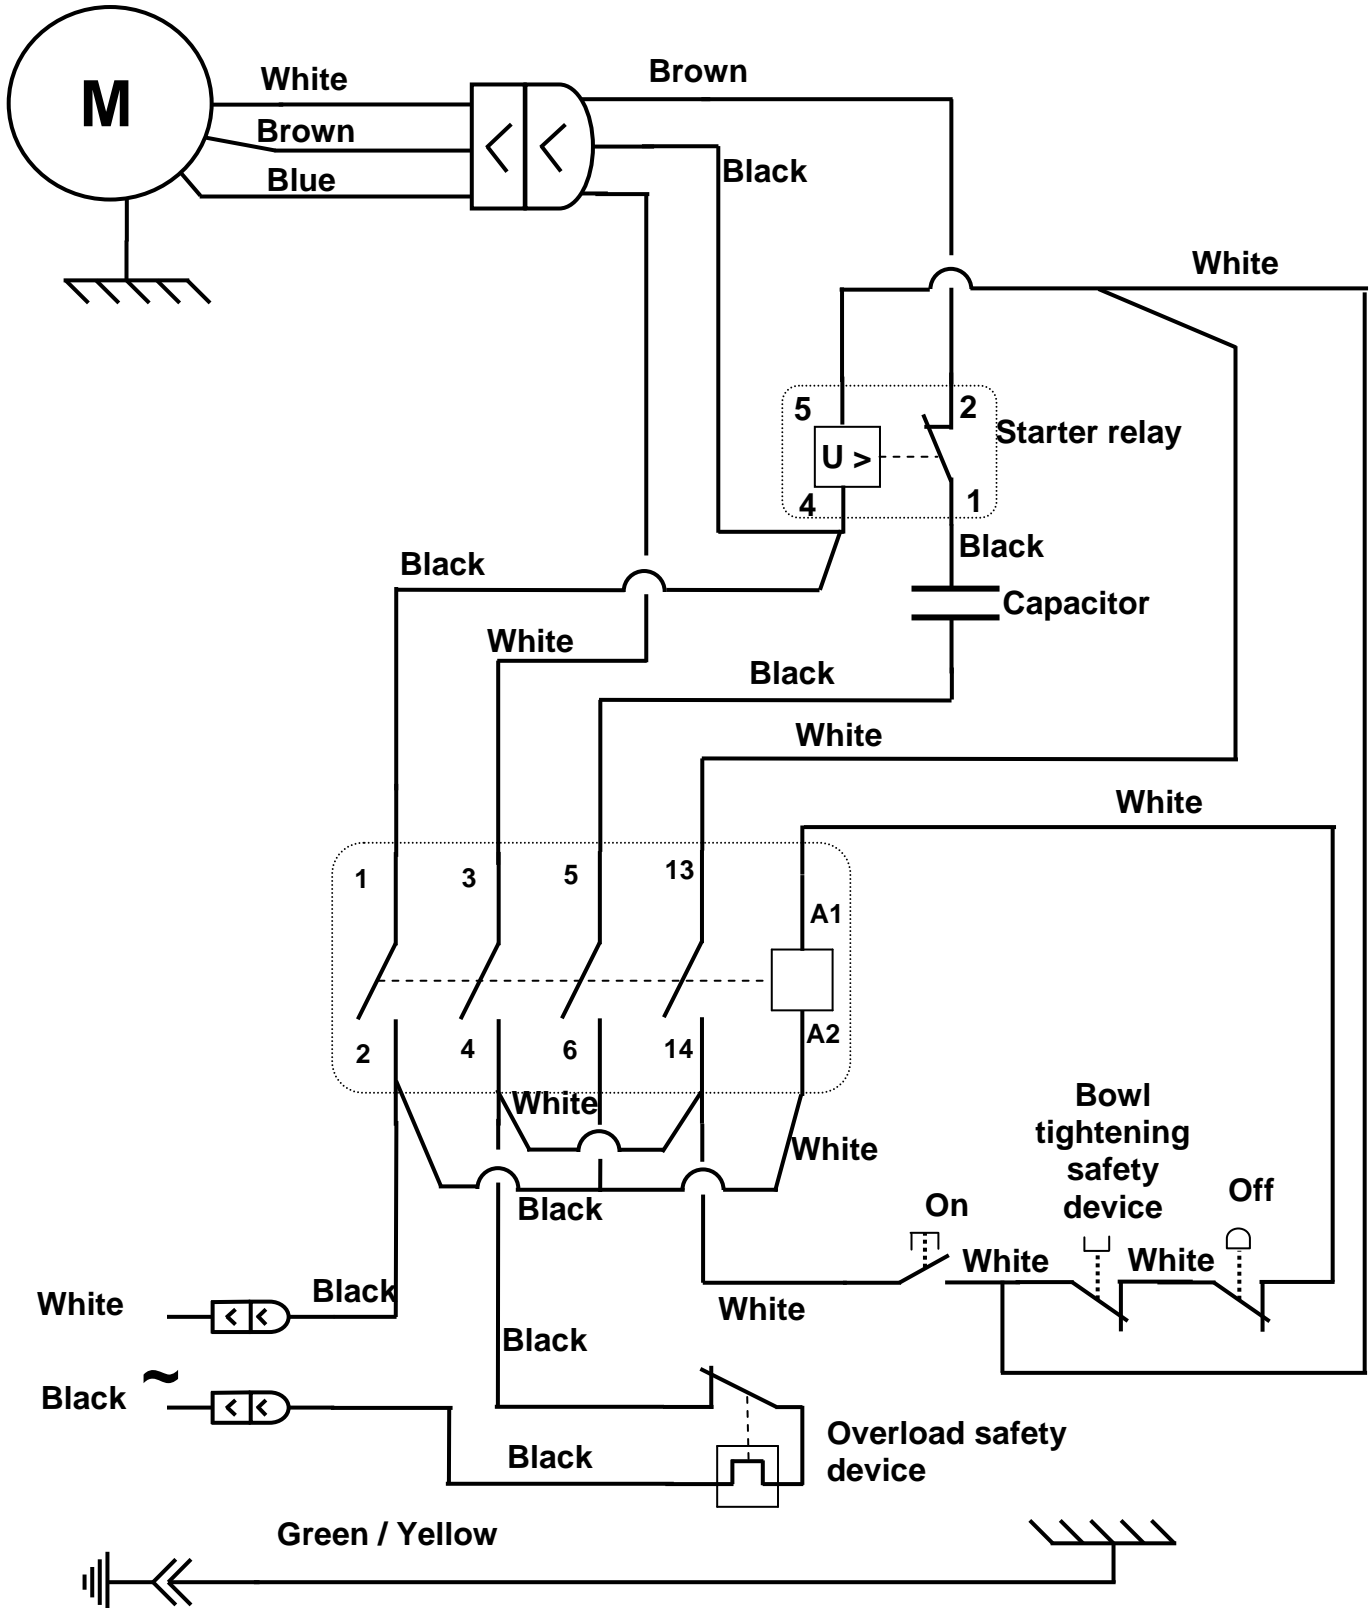 Brown
White
M
Brown
Black
Blue
White
5
2
Starter relay
U >
4
1
Black
Black
Capacitor
White
Black
White
White
1
3
5
13
A1
A2
2
4
6
14
Bowl
tightening
safety
device
White
White
Off
On
Black
White
White
Black
White
White
Black
~
Black
Overload safety
device
Black
Green / Yellow